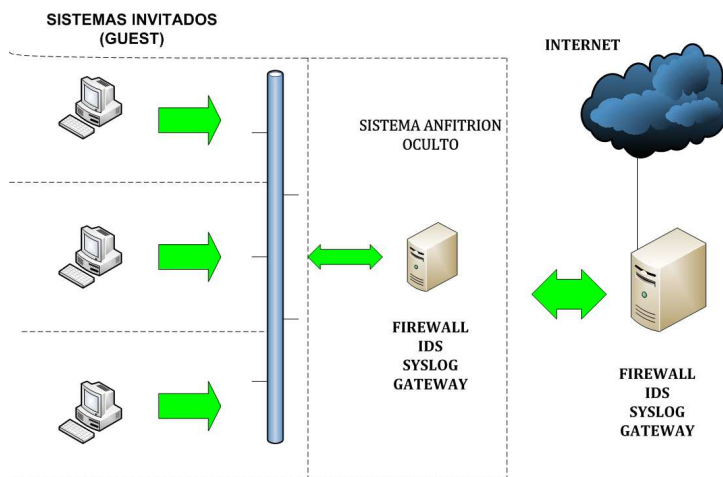 SISTEMAS INVITADOS
(GUEST)
INTERNET
SISTEMA ANFITRION
OCULTO
FIREWALL
IDS
SYSLOG
GATEWAY
FIREWALL
IDS
SYSLOG
GATEWAY